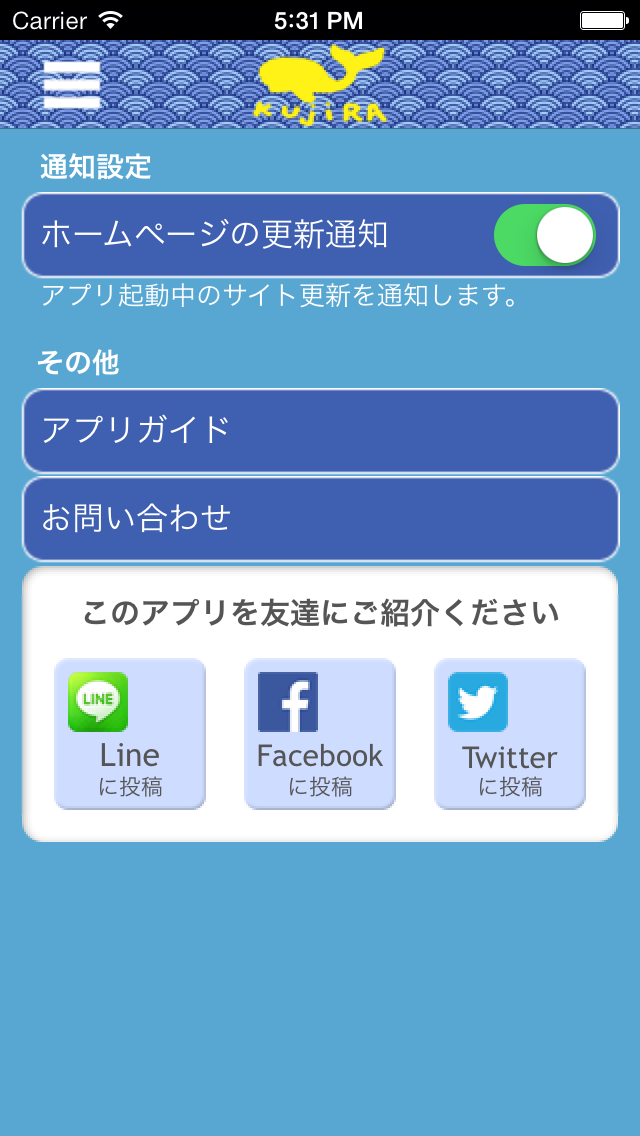 Carrier 5:31 PM
KUJIRA
通知設定
ホームページの更新通知
アプリ起動中のサイト更新を通知します。
その他
アプリガイド
お問い合わせ
このアプリを友達にご紹介ください
LINE
Line
に投稿
Facebook
に投稿
Twitter
に投稿